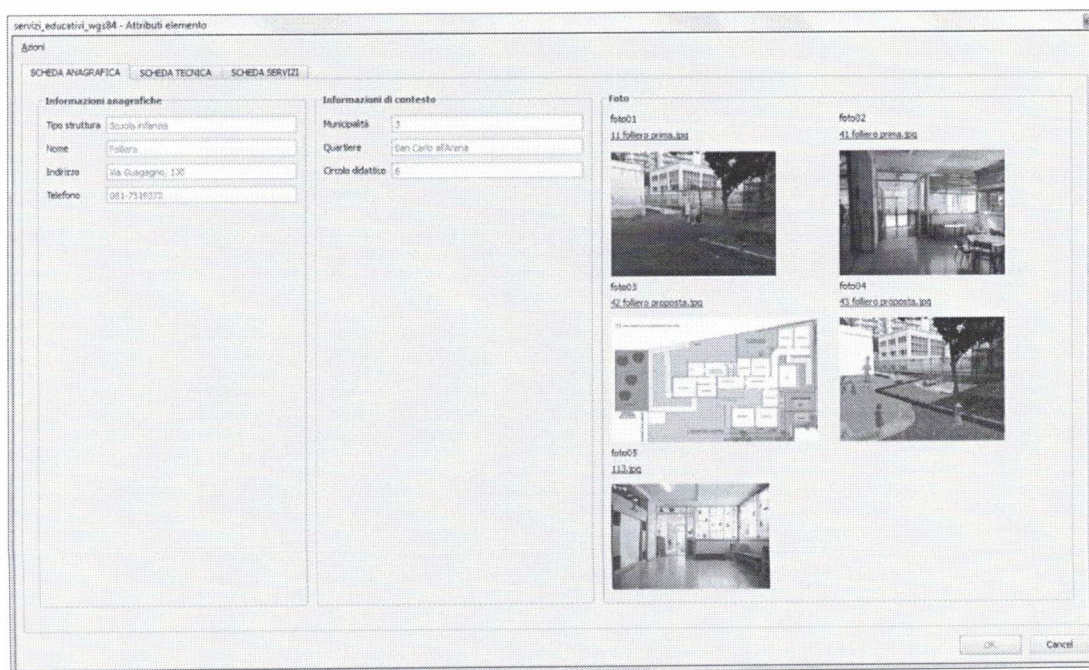 servizi_educativi_wgs84 - Attributi elemento
Azioni
SCHEDA ANAGRAFICA SCHEDA TECNICA SCHEDA SERVIZI
Informazioni anagrafiche
Tipo struttura Scuola infanzia
Nome Folliero
Indirizzo Via Guagagno, 130
Telefono
Informazioni di contesto
Municipalità 3
Quartiere San Carlo all'Arena
Circolo didattico 6
Foto
foto01
11 folliero prima.jpg
foto02
41 folliero prima.jpg
foto03
42 folliero proposta.jpg
foto04
43 folliero proposta.jpg
foto05
113.jpg
OK Cancel